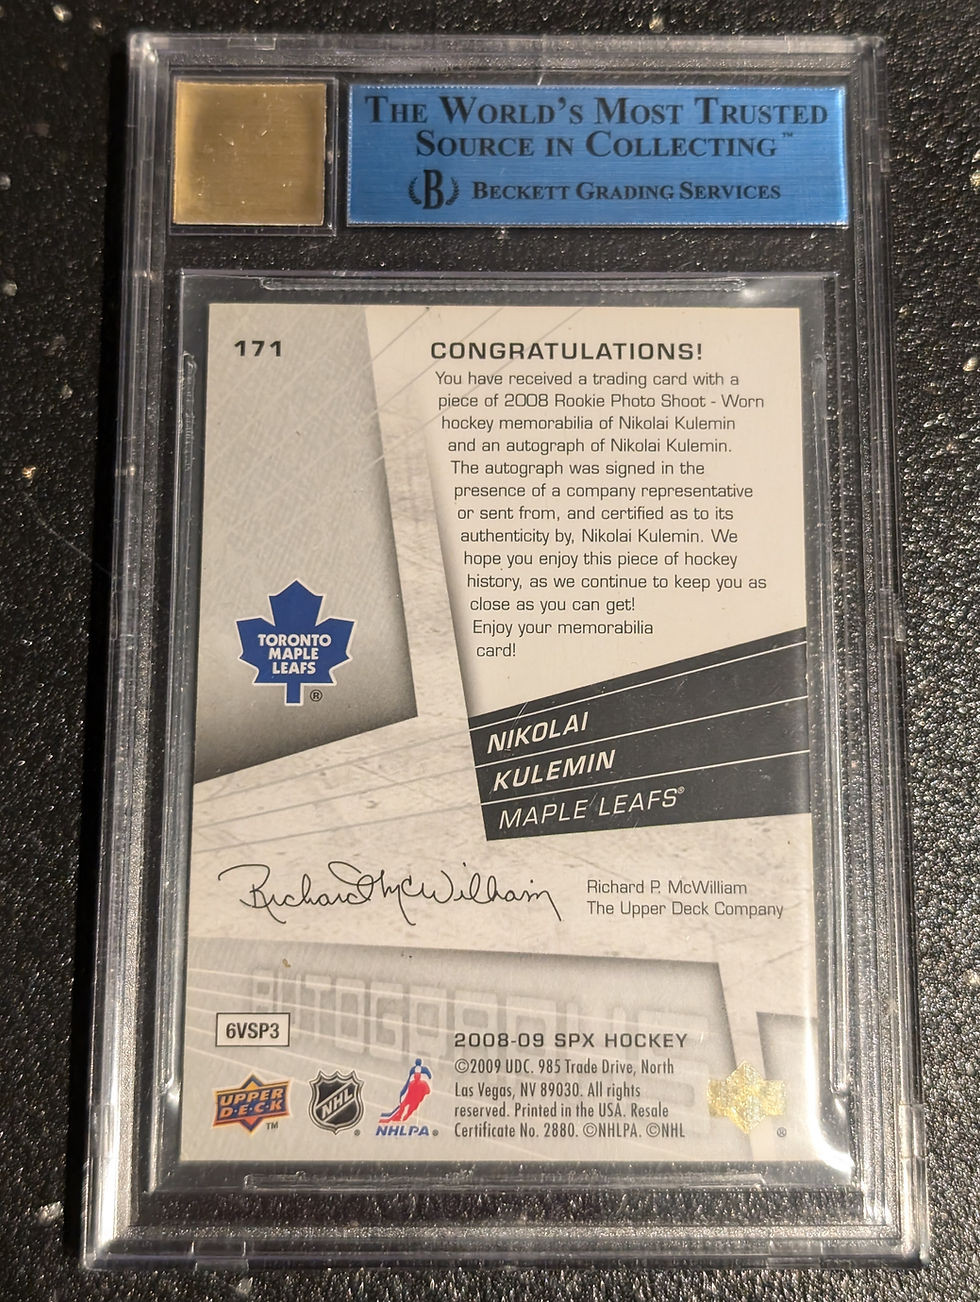 THE WORLD'S MOST TRUSTED
SOURCE IN COLLECTING™
B BECKETT GRADING SERVICES
171
CONGRATULATIONS!
You have received a trading card with a
piece of 2008 Rookie Photo Shoot - Worn
hockey memorabilia of Nikolai Kulemin
and an autograph of Nikolai Kulemin.
The autograph was signed in the
presence of a company representative
or sent from, and certified as to its
authenticity by, Nikolai Kulemin. We
hope you enjoy this piece of hockey
history, as we continue to keep you as
close as you can get!
Enjoy your memorabilia
card!
TORONTO
MAPLE
LEAFS
®
NIKOLAI
KULEMIN
MAPLE LEAFS®
Richard McWilliam
Richard P. McWilliam
The Upper Deck Company
AUTOGRAPHS
6VSP3
2008-09 SPX HOCKEY
©2009 UDC. 985 Trade Drive, North
Las Vegas, NV 89030. All rights
reserved. Printed in the USA. Resale
Certificate No. 2880. ©NHLPA. ©NHL
UPPER
D·E·C·K
™
NHL
®
NHLPA®
®